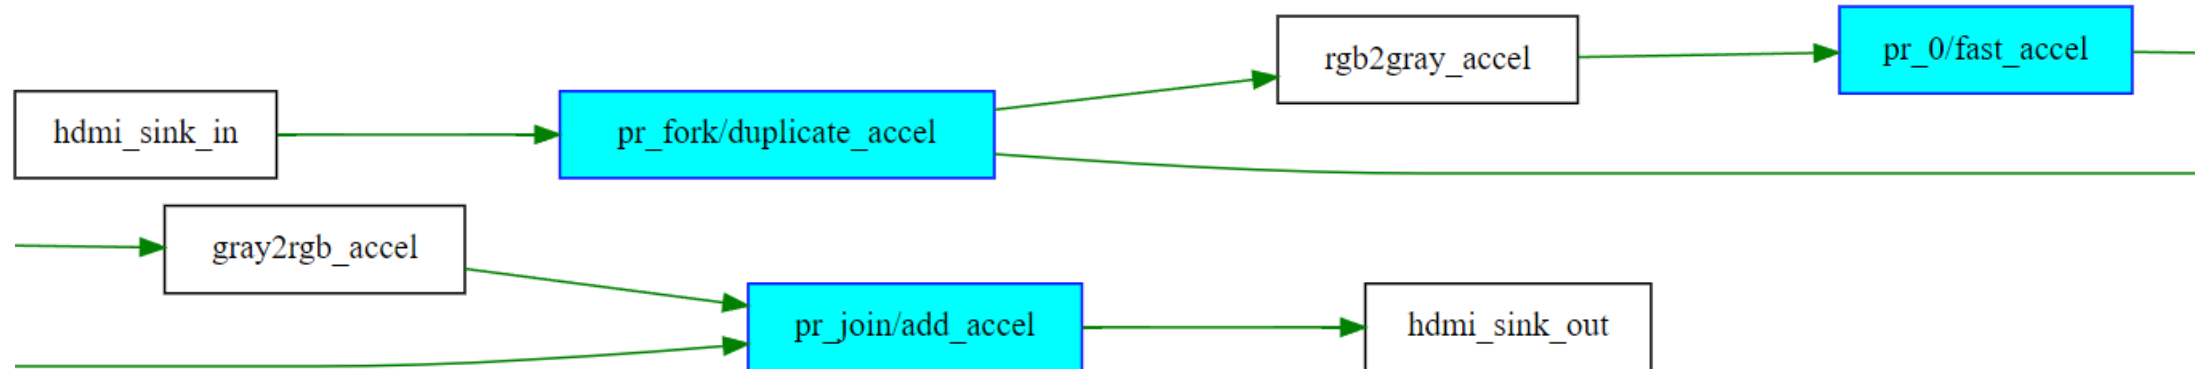 hdmi_sink_in
pr_fork/duplicate_accel
rgb2gray_accel
pr_0/fast_accel
gray2rgb_accel
pr_join/add_accel
hdmi_sink_out